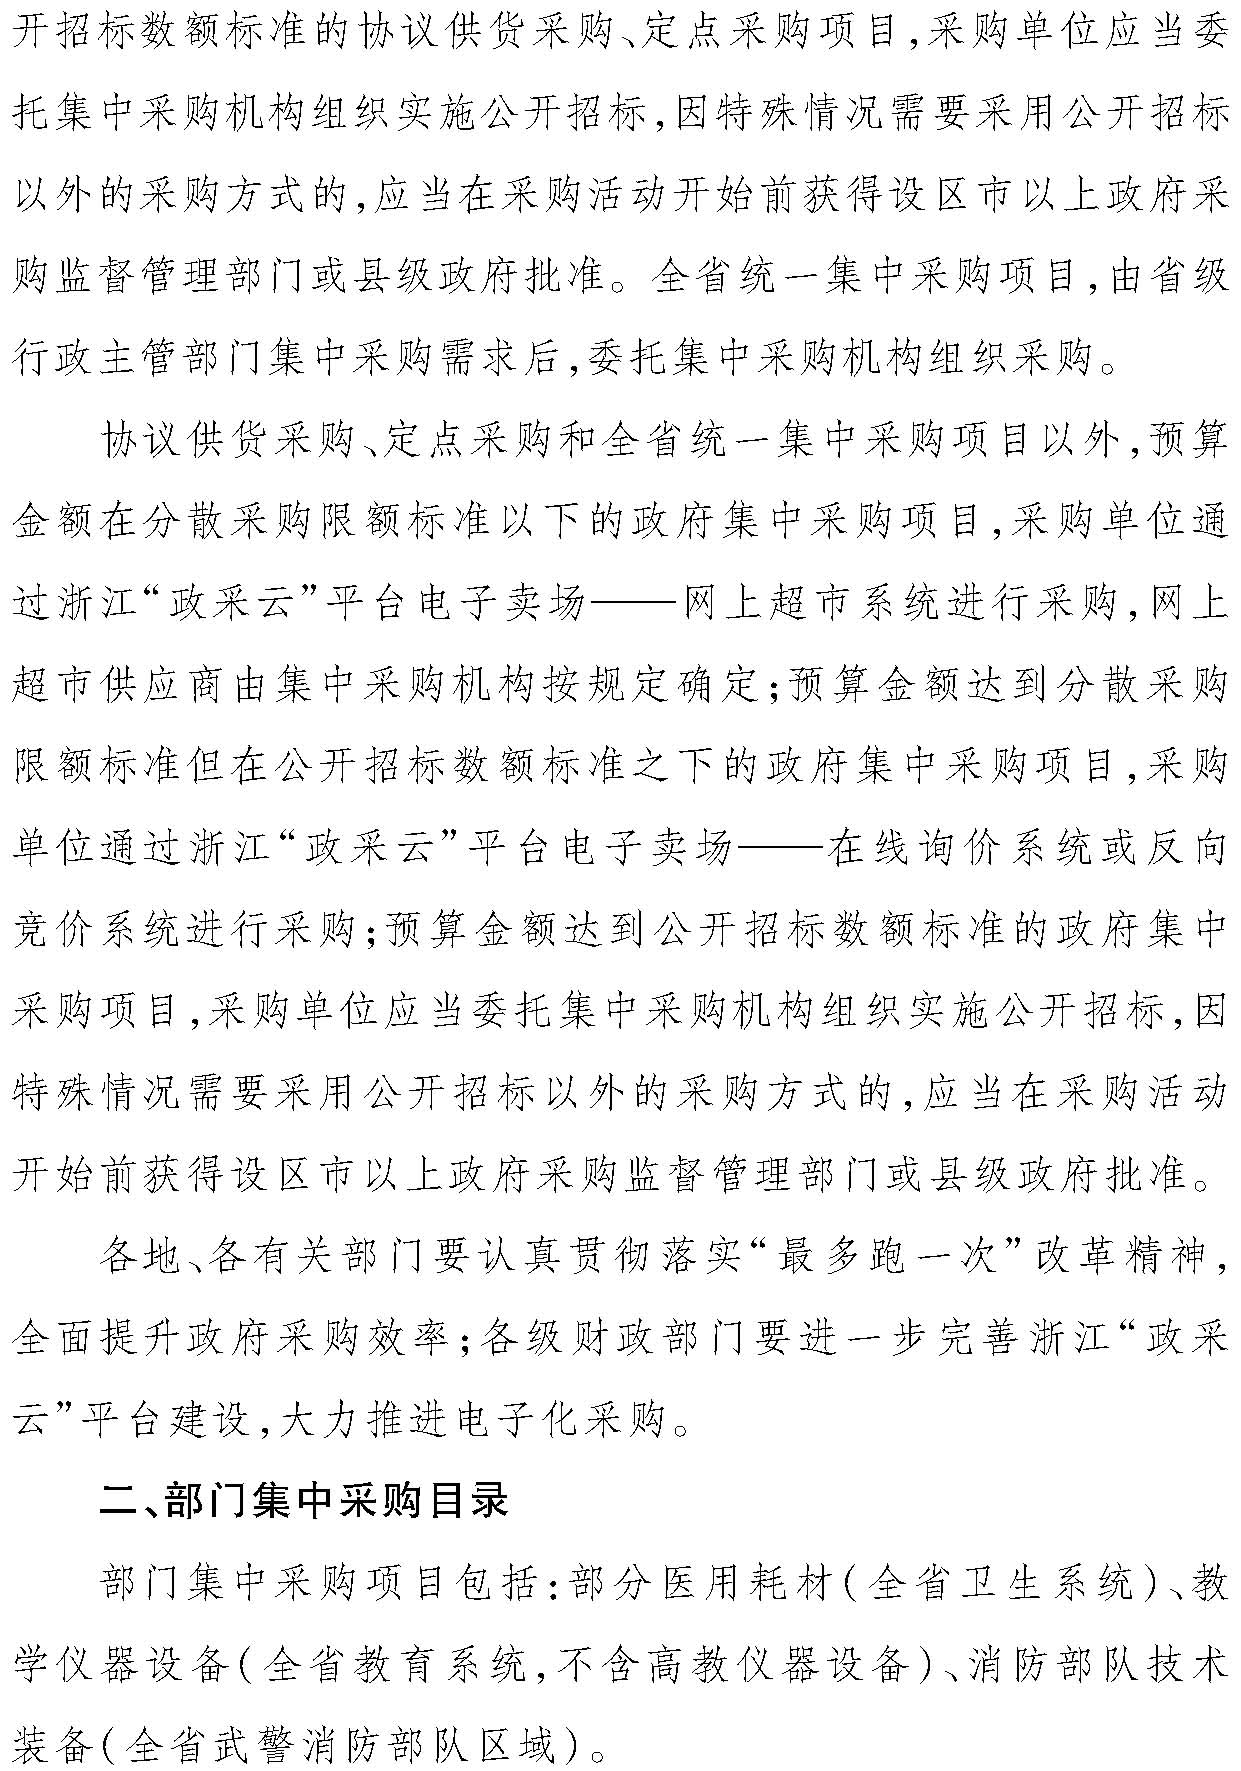 开招标数额标准的协议供货采购、定点采购项目,采购单位应当委
托集中采购机构组织实施公开招标,因特殊情况需要采用公开招标
以外的采购方式的,应当在采购活动开始前获得设区市以上政府采
购监督管理部门或县级政府批准。全省统一集中采购项目,由省级
行政主管部门集中采购需求后,委托集中采购机构组织采购。
协议供货采购、定点采购和全省统一集中采购项目以外,预算
金额在分散采购限额标准以下的政府集中采购项目,采购单位通
过浙江“政采云”平台电子卖场——网上超市系统进行采购,网上
超市供应商由集中采购机构按规定确定;预算金额达到分散采购
限额标准但在公开招标数额标准之下的政府集中采购项目,采购
单位通过浙江“政采云”平台电子卖场——在线询价系统或反向
竞价系统进行采购;预算金额达到公开招标数额标准的政府集中
采购项目,采购单位应当委托集中采购机构组织实施公开招标,因
特殊情况需要采用公开招标以外的采购方式的,应当在采购活动
开始前获得设区市以上政府采购监督管理部门或县级政府批准。
各地、各有关部门要认真贯彻落实“最多跑一次”改革精神,
全面提升政府采购效率;各级财政部门要进一步完善浙江“政采
云”平台建设,大力推进电子化采购。
二、部门集中采购目录
部门集中采购项目包括:部分医用耗材(全省卫生系统)、教
学仪器设备(全省教育系统,不含高教仪器设备)、消防部队技术
装备(全省武警消防部队区域)。